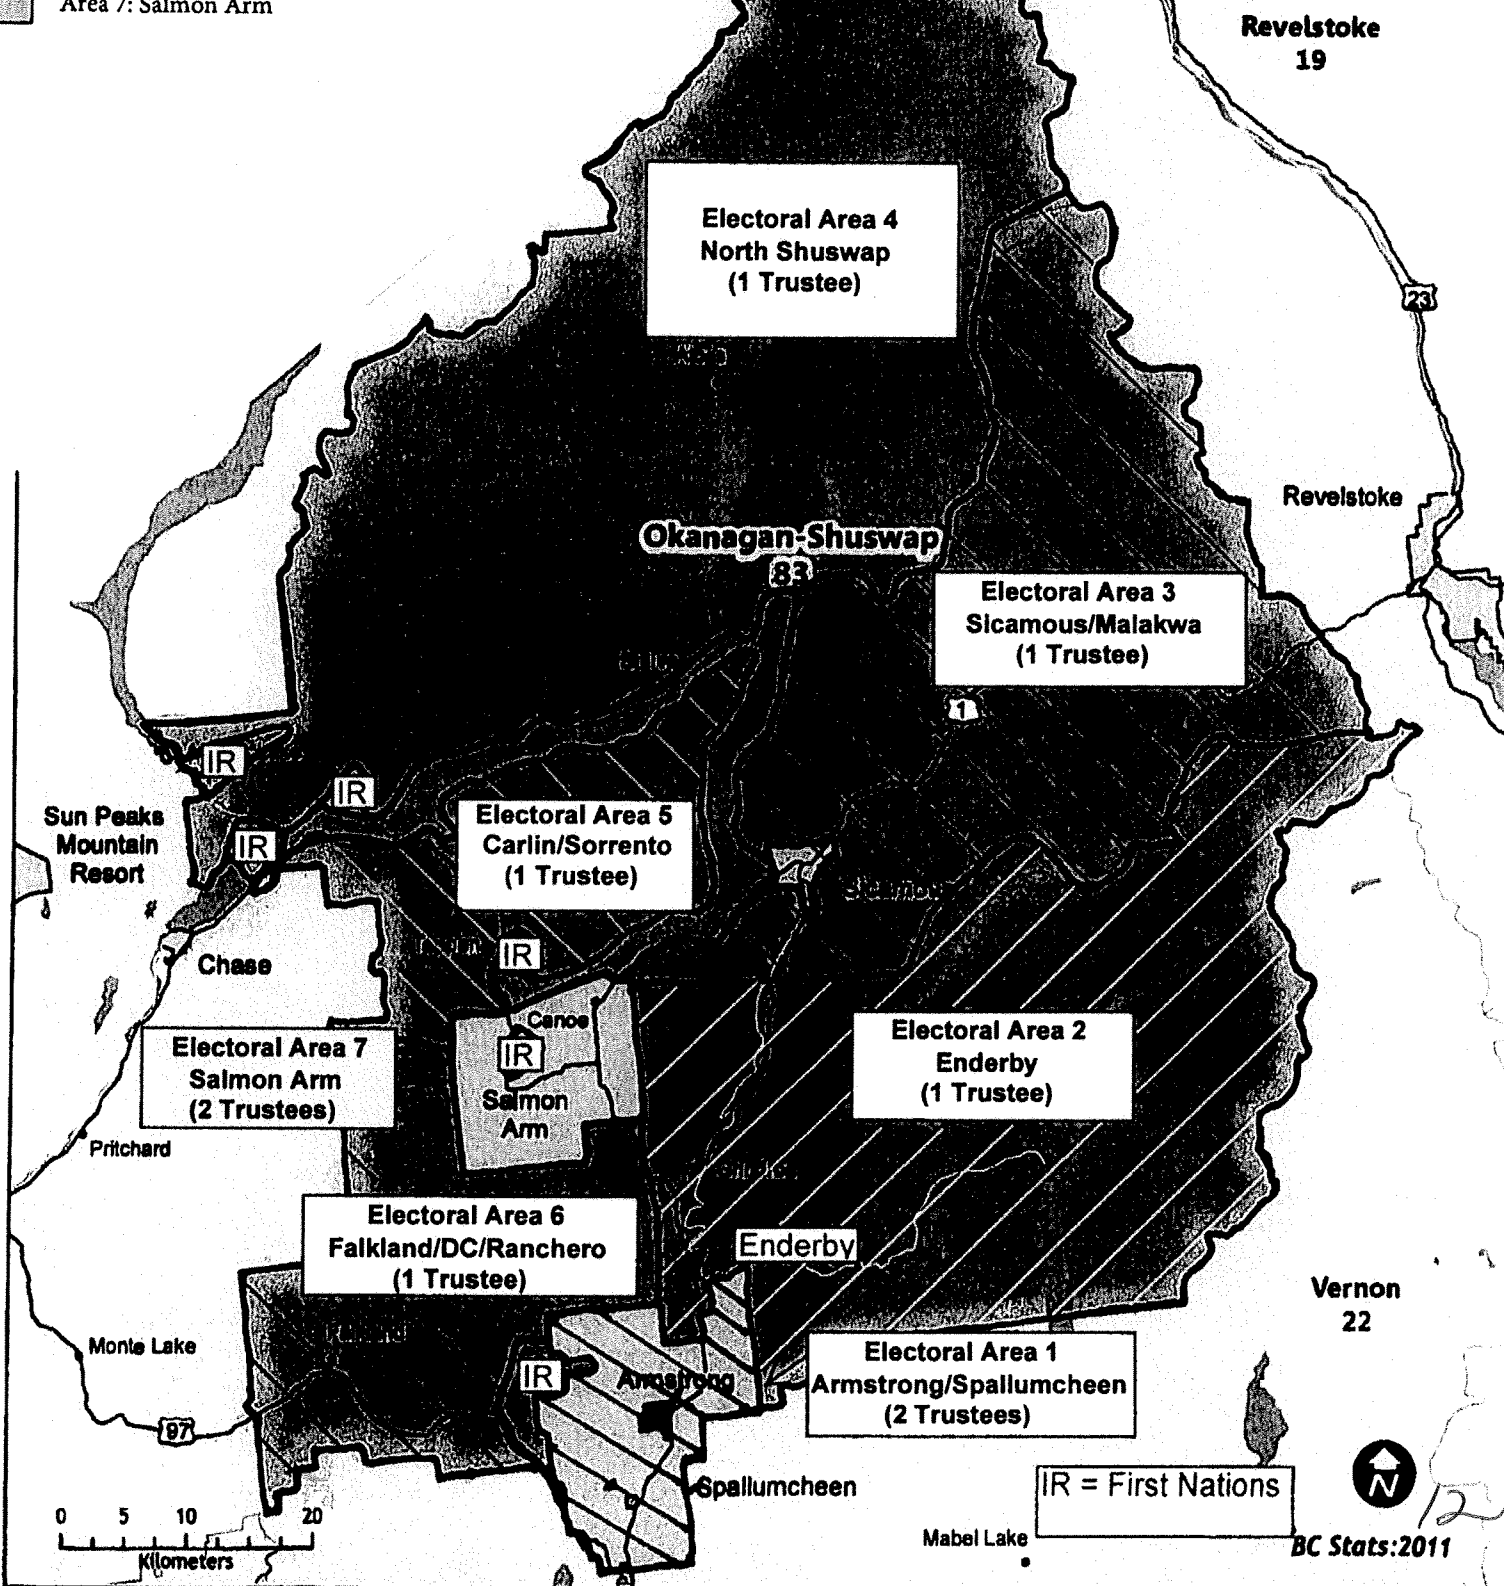 Area 7: Salmon Arm
Revelstoke
19
Electoral Area 4
North Shuswap
(1 Trustee)
23
Revelstoke
Okanagan-Shuswap
83
Electoral Area 3
Sicamous/Malakwa
(1 Trustee)
1
IR
IR
Sun Peaks
Mountain
Resort
IR
Electoral Area 5
Carlin/Sorrento
(1 Trustee)
Sicamous
IR
Chase
Canoe
IR
Salmon
Arm
Electoral Area 7
Salmon Arm
(2 Trustees)
Electoral Area 2
Enderby
(1 Trustee)
Pritchard
Electoral Area 6
Falkland/DC/Ranchero
(1 Trustee)
Enderby
Vernon
22
Monte Lake
Falkland
IR
Armstrong
Electoral Area 1
Armstrong/Spallumcheen
(2 Trustees)
97
Spallumcheen
IR = First Nations
N
12
0 5 10 20
Kilometers
Mabel Lake
BC Stats:2011